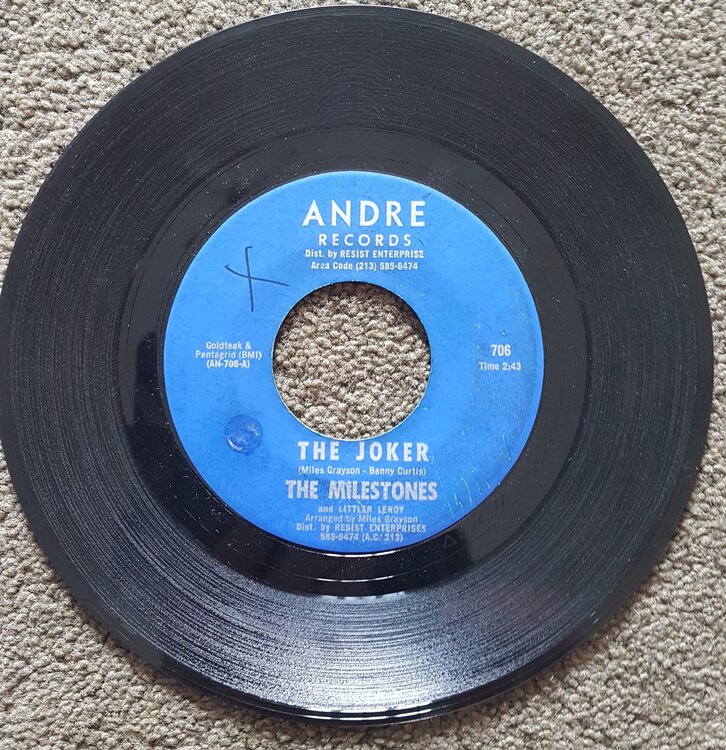 ANDRE
RECORDS
Dist. by RESIST ENTERPRISE
Area Code (213) 585-6474
X
Goldteak &
Pentagrid (BMI)
(AN-706-A)
706
Time 2:43
THE JOKER
(Miles Grayson - Benny Curtis)
THE MILESTONES
and LITTLER LEROY
Arranged by Miles Grayson
Dist. by RESIST ENTERPRISES
585-6474 (A.C. 213)